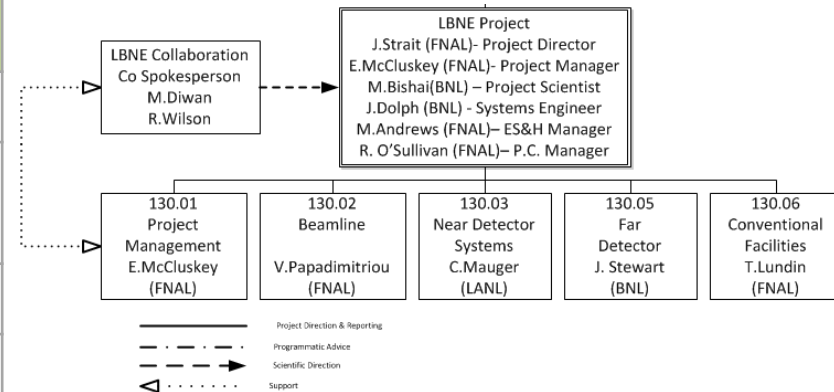 LBNE Project
J.Strait (FNAL)- Project Director
E.McCluskey (FNAL)- Project Manager
M.Bishai(BNL) – Project Scientist
J.Dolph (BNL) - Systems Engineer
M.Andrews (FNAL)– ES&H Manager
R. O’Sullivan (FNAL)– P.C. Manager
LBNE Collaboration
Co Spokesperson
M.Diwan
R.Wilson
130.01
Project
Management
E.McCluskey
(FNAL)
130.02
Beamline
V.Papadimitriou
(FNAL)
130.03
Near Detector
Systems
C.Mauger
(LANL)
130.05
Far
Detector
J. Stewart
(BNL)
130.06
Conventional
Facilities
T.Lundin
(FNAL)
Project Direction & Reporting
Programmatic Advice
Scientific Direction
Support